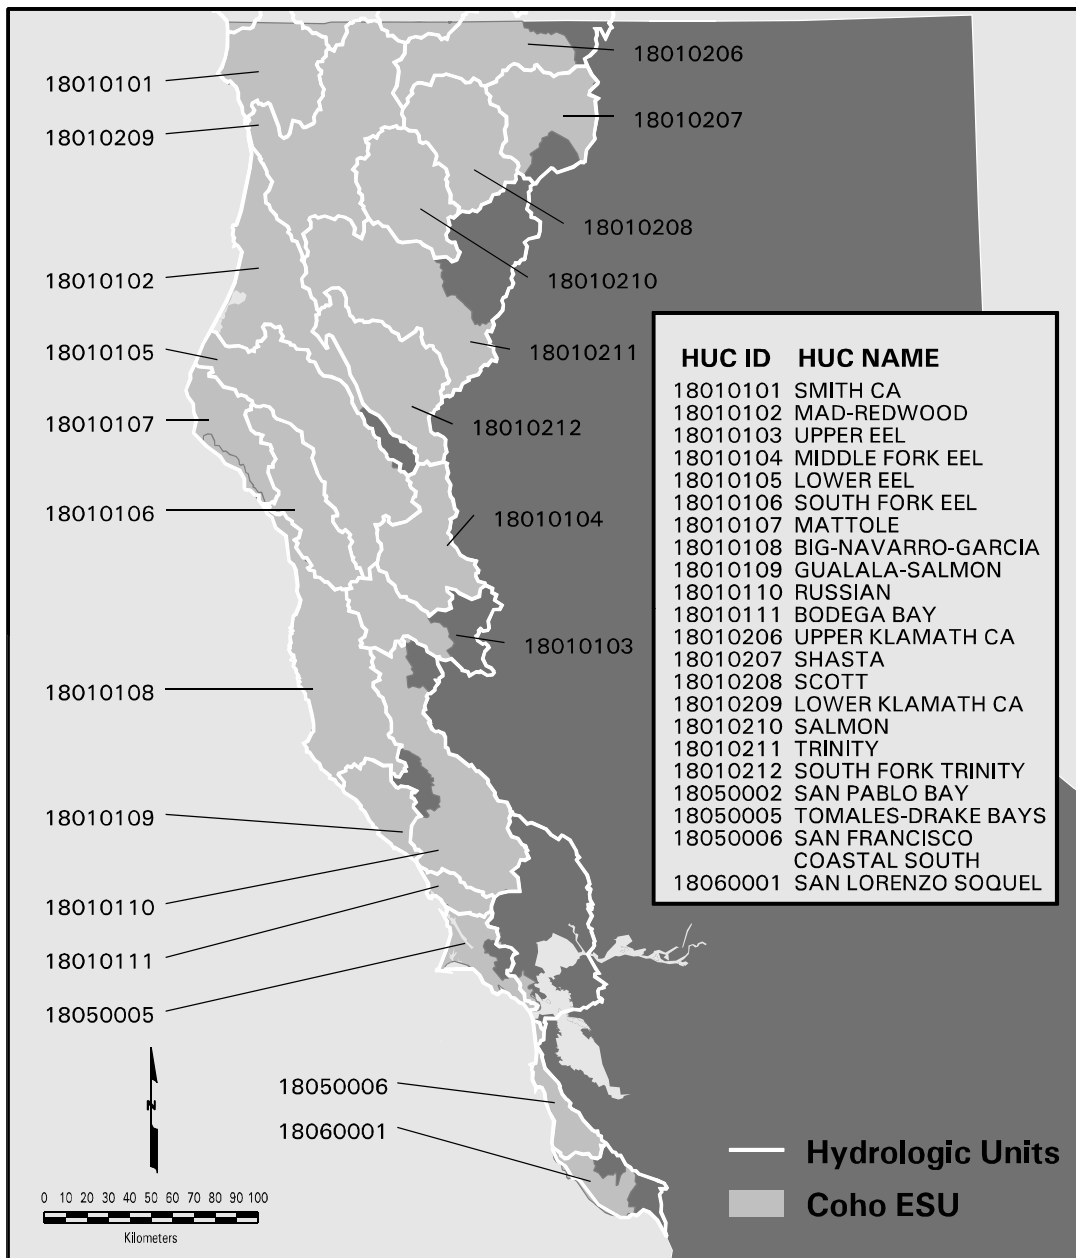 18010101
18010209
18010102
18010105
18010107
18010106
18010108
18010109
18010110
18010111
18050005
18050006
18060001
18010206
18010207
18010208
18010210
18010211
18010212
18010104
18010103
HUC ID HUC NAME
18010101 SMITH CA
18010102 MAD-REDWOOD
18010103 UPPER EEL
18010104 MIDDLE FORK EEL
18010105 LOWER EEL
18010106 SOUTH FORK EEL
18010107 MATTOLE
18010108 BIG-NAVARRO-GARCIA
18010109 GUALALA-SALMON
18010110 RUSSIAN
18010111 BODEGA BAY
18010206 UPPER KLAMATH CA
18010207 SHASTA
18010208 SCOTT
18010209 LOWER KLAMATH CA
18010210 SALMON
18010211 TRINITY
18010212 SOUTH FORK TRINITY
18050002 SAN PABLO BAY
18050005 TOMALES-DRAKE BAYS
18050006 SAN FRANCISCO
COASTAL SOUTH
18060001 SAN LORENZO SOQUEL
N
0 10 20 30 40 50 60 70 80 90 100
Kilometers
Hydrologic Units
Coho ESU